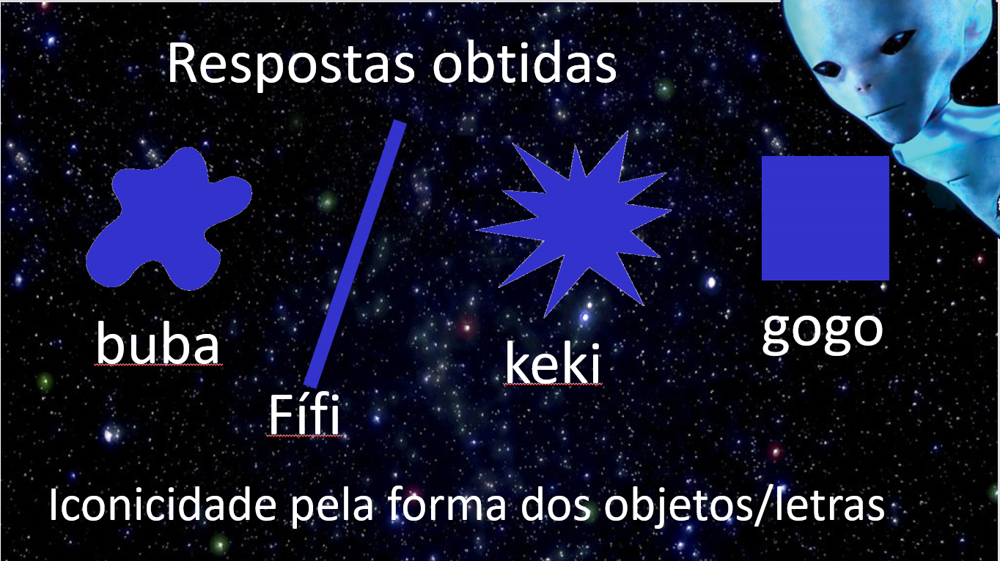 Respostas obtidas
buba
Fífi
keki
gogo
Iconicidade pela forma dos objetos/letras